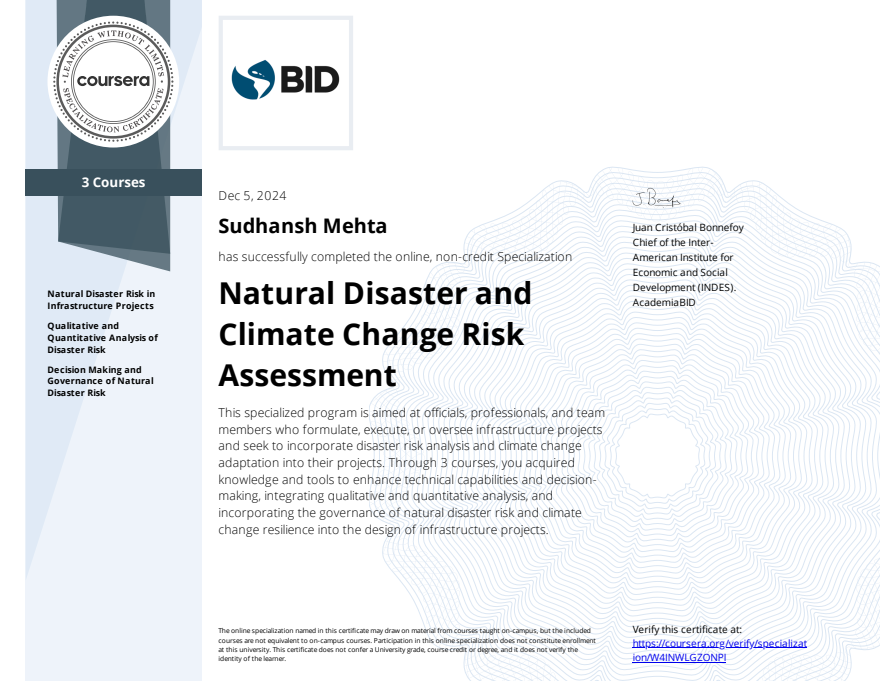 LEARNING WITHOUT LIMITS
coursera
SPECIALIZATION CERTIFICATE
BID
3 Courses
Natural Disaster Risk in
Infrastructure Projects
Qualitative and
Quantitative Analysis of
Disaster Risk
Decision Making and
Governance of Natural
Disaster Risk
Dec 5, 2024
Sudhansh Mehta
has successfully completed the online, non-credit Specialization
Natural Disaster and
Climate Change Risk
Assessment
This specialized program is aimed at officials, professionals, and team
members who formulate, execute, or oversee infrastructure projects
and seek to incorporate disaster risk analysis and climate change
adaptation into their projects. Through 3 courses, you acquired
knowledge and tools to enhance technical capabilities and decision-
making, integrating qualitative and quantitative analysis, and
incorporating the governance of natural disaster risk and climate
change resilience into the design of infrastructure projects.
Juan Cristóbal Bonnefoy
Chief of the Inter-
American Institute for
Economic and Social
Development (INDES).
AcademiaBID
The online specialization named in this certificate may draw on material from courses taught on-campus, but the included
courses are not equivalent to on-campus courses. Participation in this online specialization does not constitute enrollment
at this university. This certificate does not confer a University grade, course credit or degree, and it does not verify the
identity of the learner.
Verify this certificate at:
https://coursera.org/verify/specializat
ion/W4INWLGZONPI